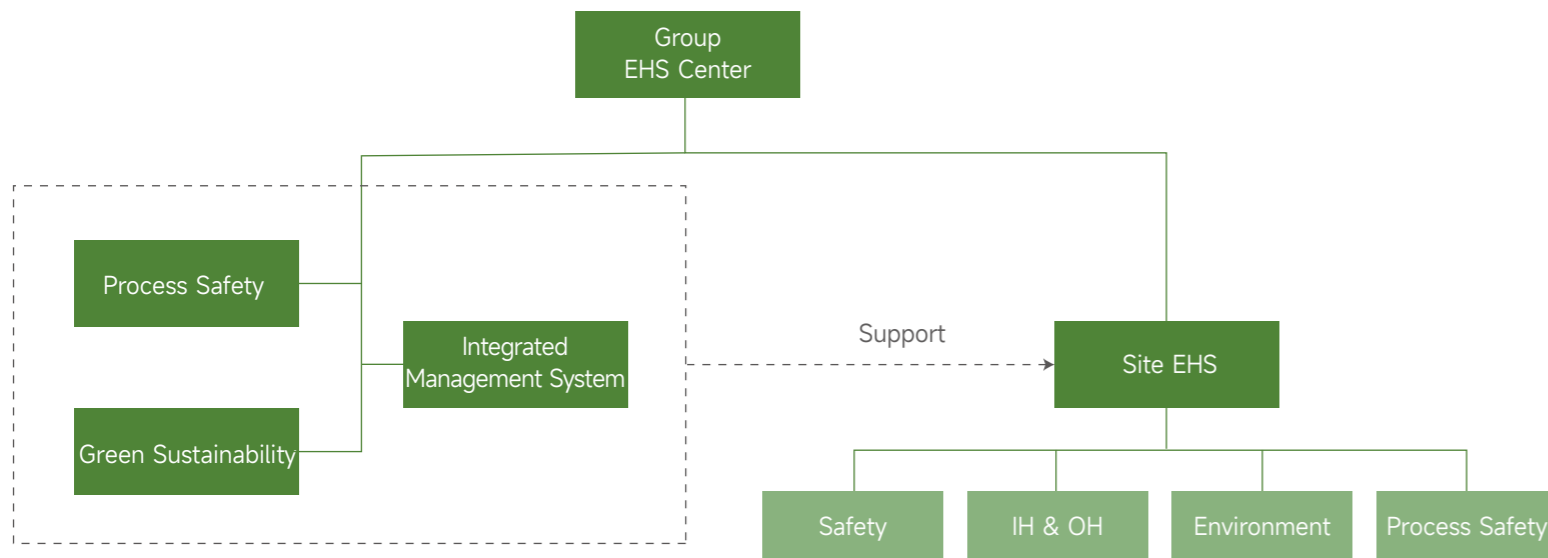 Group
EHS Center
Process Safety
Integrated
Management System
Green Sustainability
Support
Site EHS
Safety
IH & OH
Environment
Process Safety